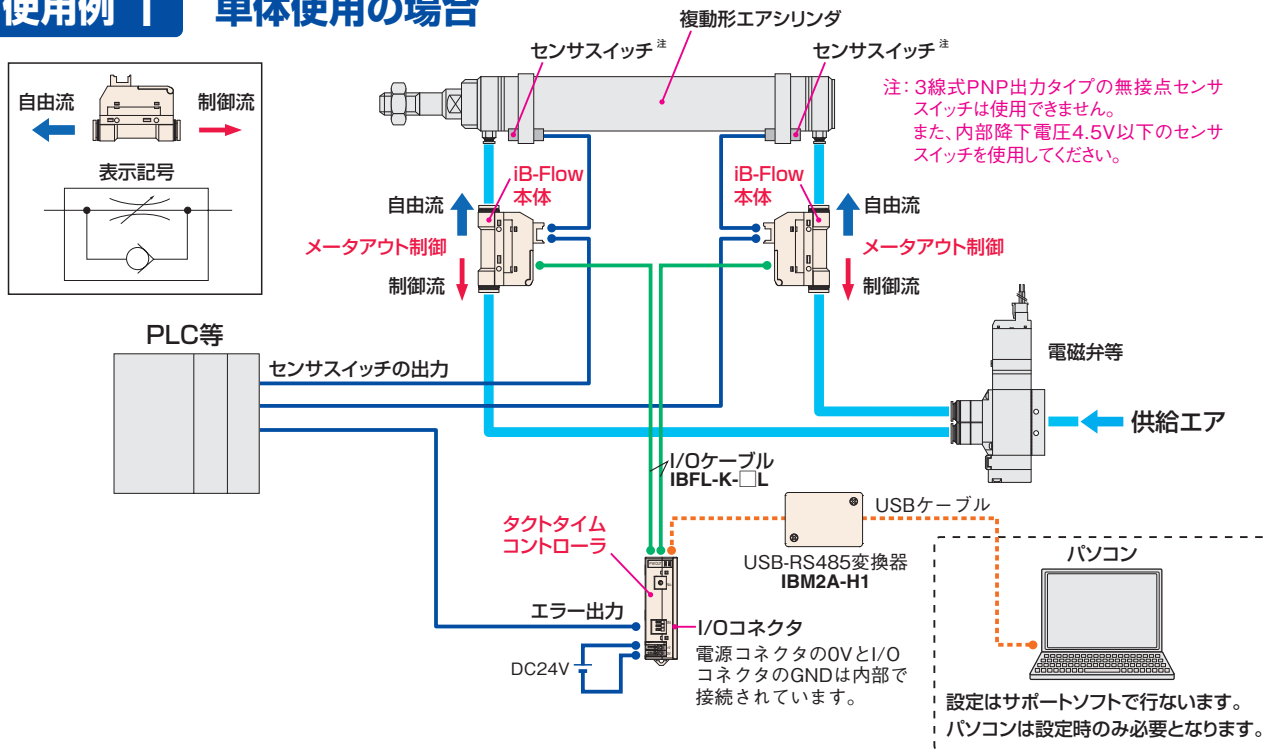 使用例 1 単体使用の場合
複動形エアシリンダ
センサスイッチ 注
センサスイッチ 注
注：3線式PNP出力タイプの無接点センサ
スイッチは使用できません。
また、内部降下電圧4.5V以下のセンサ
スイッチを使用してください。
自由流
制御流
表示記号
iB-Flow
本体
自由流
メータアウト制御
制御流
iB-Flow
本体
自由流
メータアウト制御
制御流
PLC等
センサスイッチの出力
電磁弁等
供給エア
I/Oケーブル
IBFL-K-□L
USBケーブル
タクトタイム
コントローラ
USB-RS485変換器
IBM2A-H1
パソコン
エラー出力
I/Oコネクタ
電源コネクタの0VとI/O
コネクタのGNDは内部で
接続されています。
DC24V
設定はサポートソフトで行ないます。
パソコンは設定時のみ必要となります。